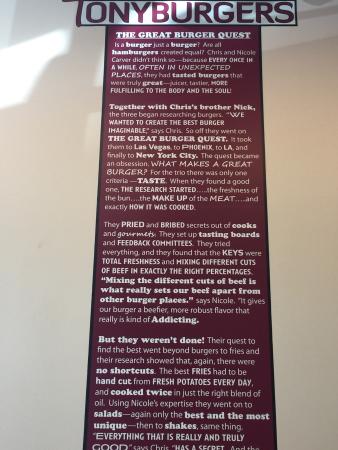 TONYBURGERS
THE GREAT BURGER QUEST
Is a burger just a burger? Are all
hamburgers created equal? Chris and Nicole
Carver didn't think so—because EVERY ONCE IN
A WHILE, OFTEN IN UNEXPECTED
PLACES, they had tasted burgers that
were truly great—juicer, tastier, MORE
FULFILLING TO THE BODY AND THE SOUL!
Together with Chris's brother Nick,
the three began researching burgers. "WE
WANTED TO CREATE THE BEST BURGER
IMAGINABLE," says Chris. So off they went on
THE GREAT BURGER QUEST. It took
them to Las Vegas, to PHOENIX, to LA, and
finally to New York City. The quest became
an obsession. WHAT MAKES A GREAT
BURGER? For the trio there was only one
criteria—TASTE. When they found a good
one, THE RESEARCH STARTED....the freshness of
the bun....the MAKE UP of the MEAT....and
exactly HOW IT WAS COOKED.
They PRIED and BRIBED secrets out of cooks
and gourmets. They set up tasting boards
and FEEDBACK COMMITTEES. They tried
everything, and they found that the KEYS were
TOTAL FRESHNESS and MIXING DIFFERENT CUTS
OF BEEF IN EXACTLY THE RIGHT PERCENTAGES.
"Mixing the different cuts of beef is
what really sets our beef apart from
other burger places." says Nicole. "It gives
our burger a beefier, more robust flavor that
really is kind of Addicting.
But they weren't done! Their quest to
find the best went beyond burgers to fries and
their research showed that, again, there were
no shortcuts. The best FRIES had to be
hand cut from FRESH POTATOES EVERY DAY,
and cooked twice in just the right blend of
oil. Using Nicole's expertise they went on to
salads—again only the best and the most
unique—then to shakes, same thing.
"EVERYTHING THAT IS REALLY AND TRULY
GOOD" says Chris "HAS A SECRET. And the